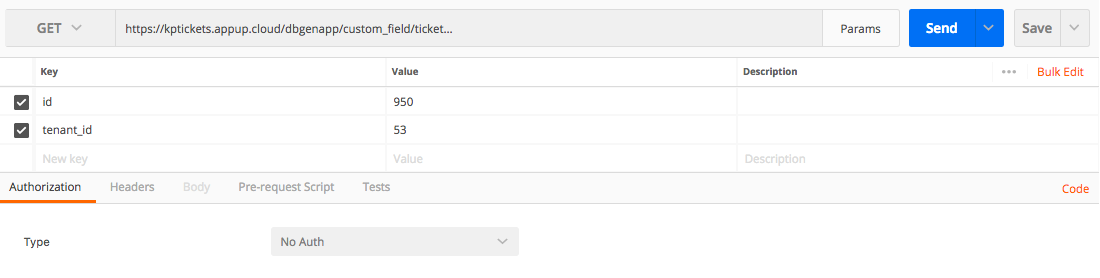 GET https://kptickets.appup.cloud/dbgenapp/custom_field/ticket... Params Send Save
Key Value Description ••• Bulk Edit
id 950
tenant_id 53
New key Value Description
Authorization Headers Body Pre-request Script Tests Code
Type No Auth